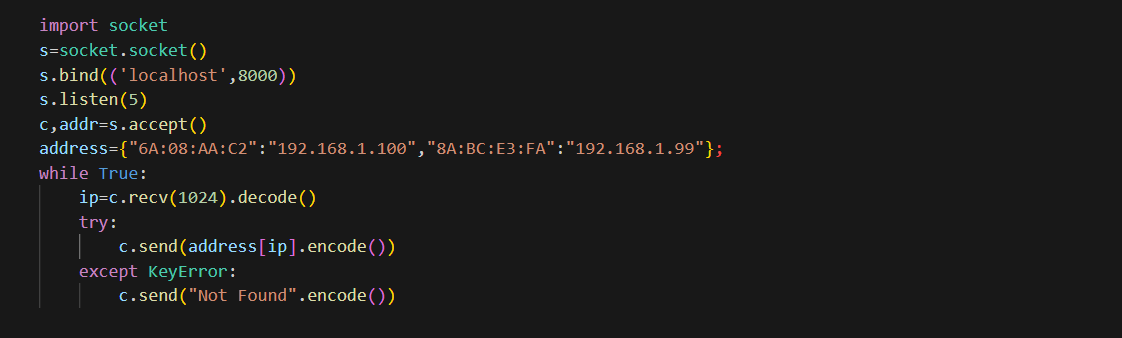 import socket
s=socket.socket()
s.bind(('localhost',8000))
s.listen(5)
c,addr=s.accept()
address={"6A:08:AA:C2":"192.168.1.100","8A:BC:E3:FA":"192.168.1.99"};
while True:
    ip=c.recv(1024).decode()
    try:
        c.send(address[ip].encode())
    except KeyError:
        c.send("Not Found".encode())